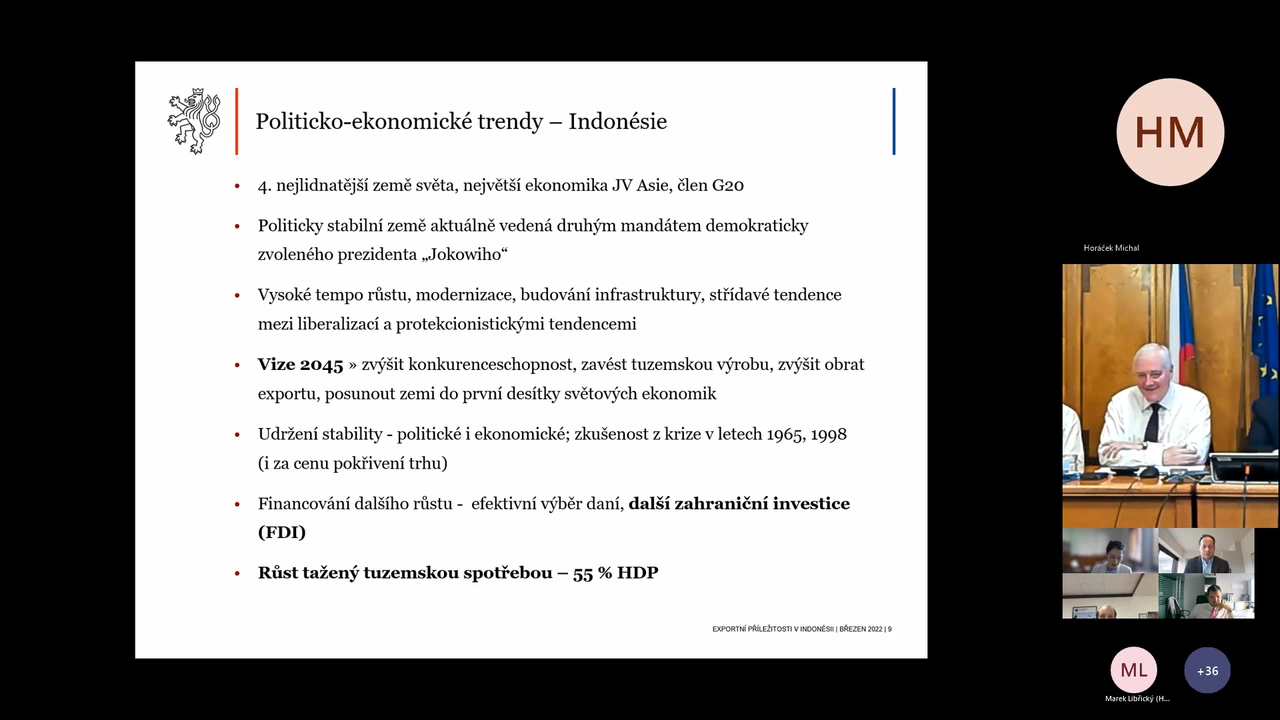 Politicko-ekonomické trendy – Indonésie
• 4. nejlidnatější země světa, největší ekonomika JV Asie, člen G20
• Politicky stabilní země aktuálně vedená druhým mandátem demokraticky
zvoleného prezidenta „Jokowiho“
• Vysoké tempo růstu, modernizace, budování infrastruktury, střídavé tendence
mezi liberalizací a protekcionistickými tendencemi
• Vize 2045 » zvýšit konkurenceschopnost, zavést tuzemskou výrobu, zvýšit obrat
exportu, posunout zemi do první desítky světových ekonomik
• Udržení stability - politické i ekonomické; zkušenost z krize v letech 1965, 1998
(i za cenu pokřivení trhu)
• Financování dalšího růstu - efektivní výběr daní, další zahraniční investice
(FDI)
• Růst tažený tuzemskou spotřebou – 55 % HDP
EXPORTNÍ PŘÍLEŽITOSTI V INDONÉSII | BŘEZEN 2022 | 9
HM
Horáček Michal
ML
+36
Marek Libřický (H...